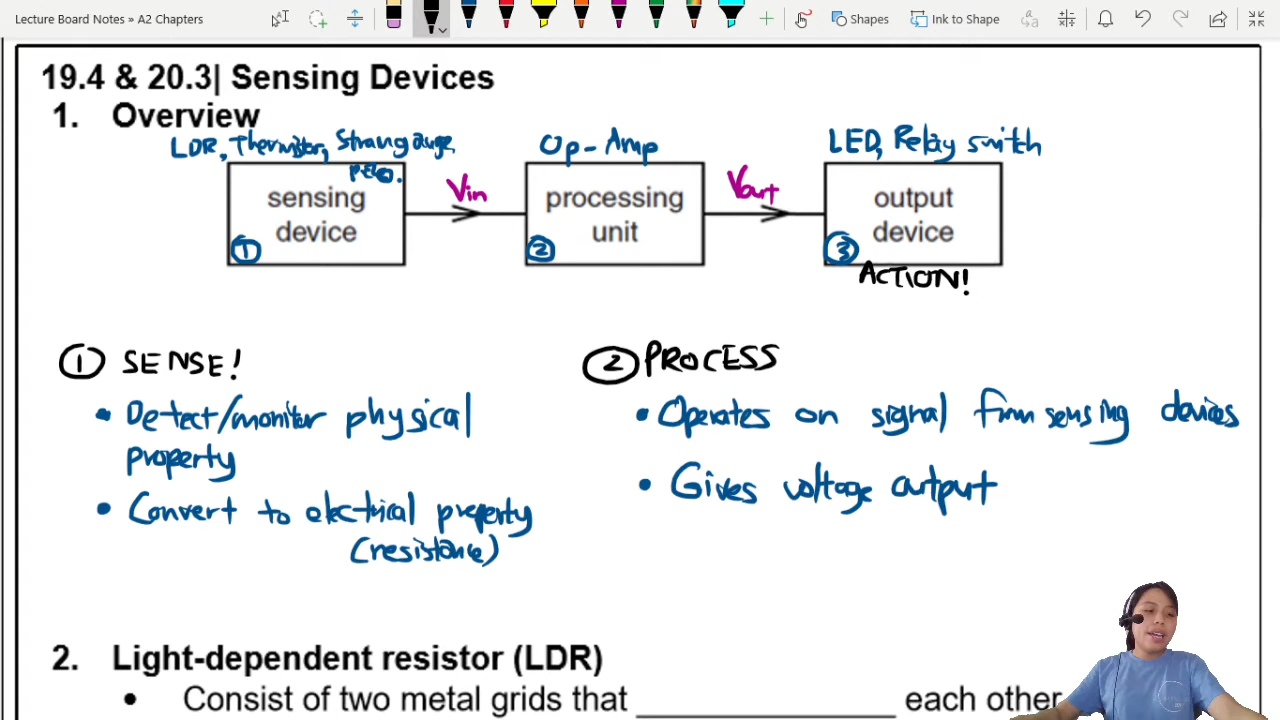 Lecture Board Notes » A2 Chapters
Shapes
Ink to Shape
19.4 & 20.3| Sensing Devices
1. Overview
LDR, Thermistor, Strain gauge,
Op-Amp
LED, Relay switch
sensing
device
①
Vin
processing
unit
②
Vout
output
device
③
ACTION!
① SENSE!
• Detect/monitor physical
property
• Convert to electrical property
(resistance)
② PROCESS
• Operates on signal from sensing devices
• Gives voltage output
2. Light-dependent resistor (LDR)
• Consist of two metal grids that ________________ each other